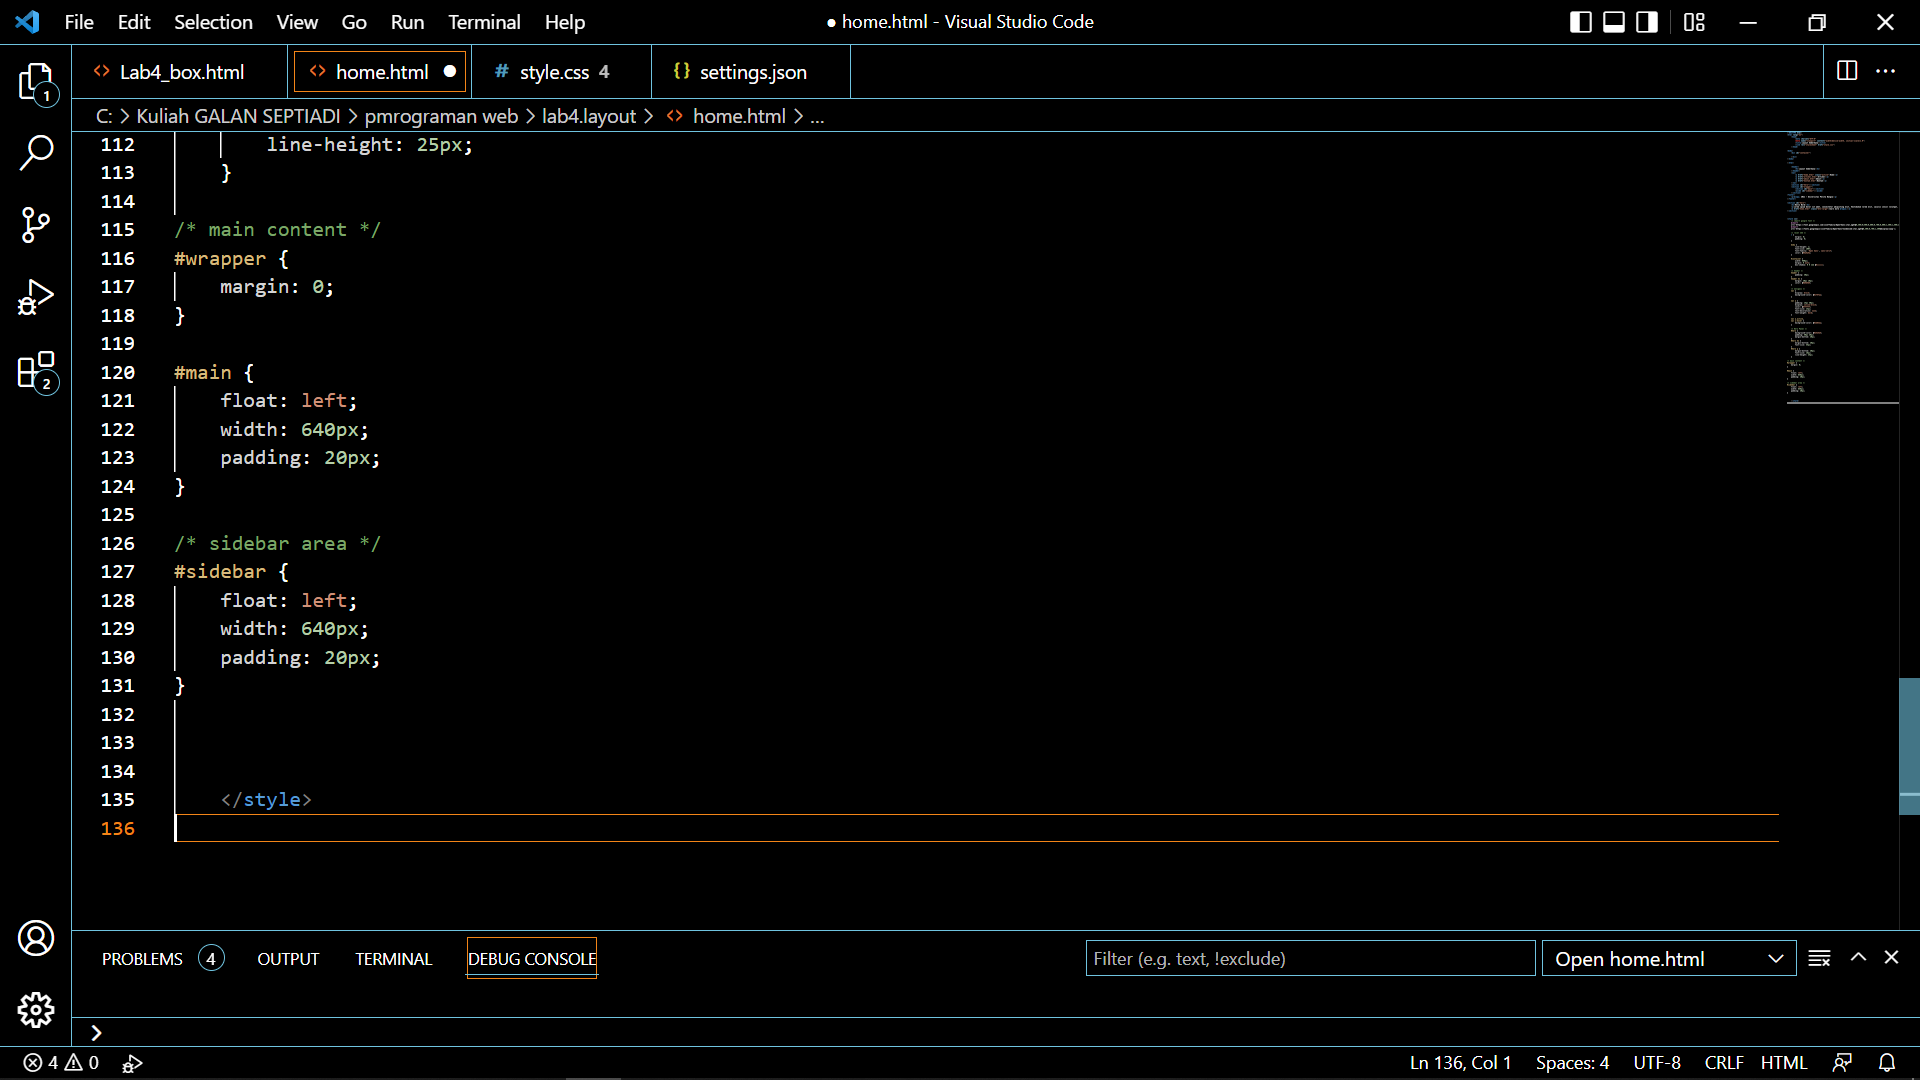 File Edit Selection View Go Run Terminal Help ● home.html - Visual Studio Code
<> Lab4_box.html <> home.html ● # style.css 4 {} settings.json ...
C: > Kuliah GALAN SEPTIADI > pmrograman web > lab4.layout > <> home.html > ...
112 line-height: 25px;
113 }
114
115 /* main content */
116 #wrapper {
117 margin: 0;
118 }
119
120 #main {
121 float: left;
122 width: 640px;
123 padding: 20px;
124 }
125
126 /* sidebar area */
127 #sidebar {
128 float: left;
129 width: 640px;
130 padding: 20px;
131 }
132
133
134
135 </style>
136
1
2
PROBLEMS 4 OUTPUT TERMINAL DEBUG CONSOLE Filter (e.g. text, !exclude) Open home.html
>
4 0 Ln 136, Col 1 Spaces: 4 UTF-8 CRLF HTML